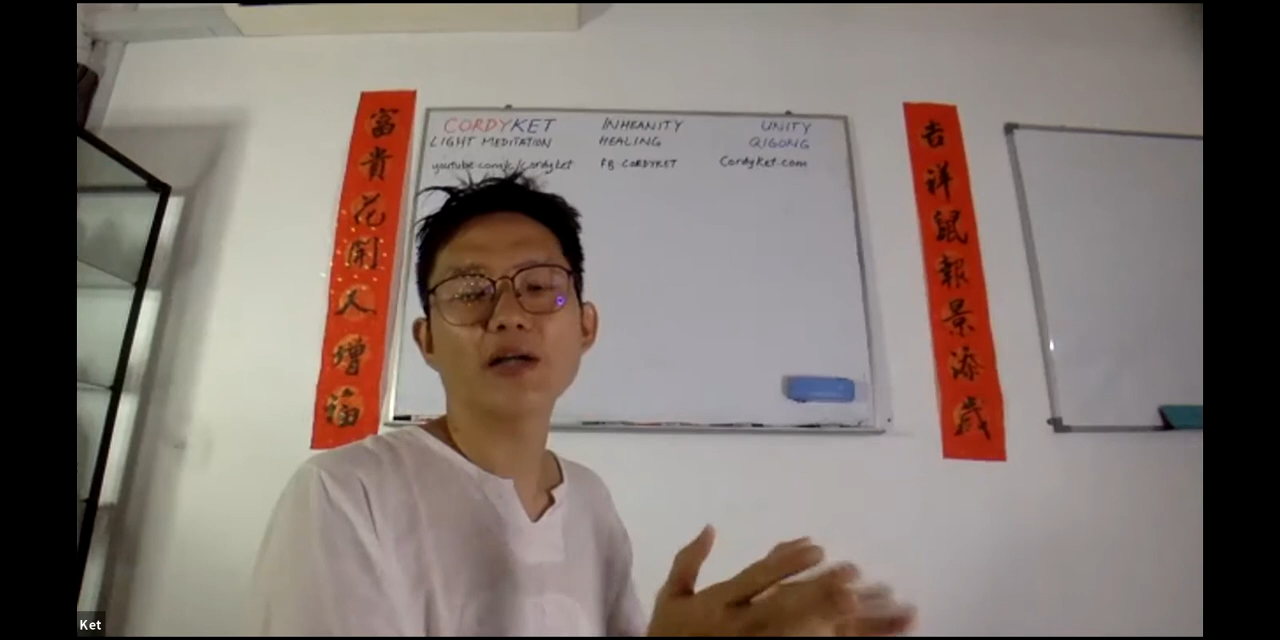 富貴花開人增福
CORDYKET
LIGHT MEDITATION
youtube.com/c/cordyket
INHEANITY
HEALING
FB CORDYKET
UNITY
QIGONG
CordyKet.com
吉祥鼠報景添歲
Ket